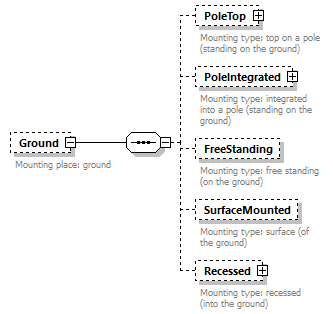 PoleTop
Mounting type: top on a pole
(standing on the ground)
PoleIntegrated
Mounting type: integrated
into a pole (standing on the
ground)
Ground
Mounting place: ground
FreeStanding
Mounting type: free standing
(on the ground)
SurfaceMounted
Mounting type: surface (of
the ground)
Recessed
Mounting type: recessed
(into the ground)